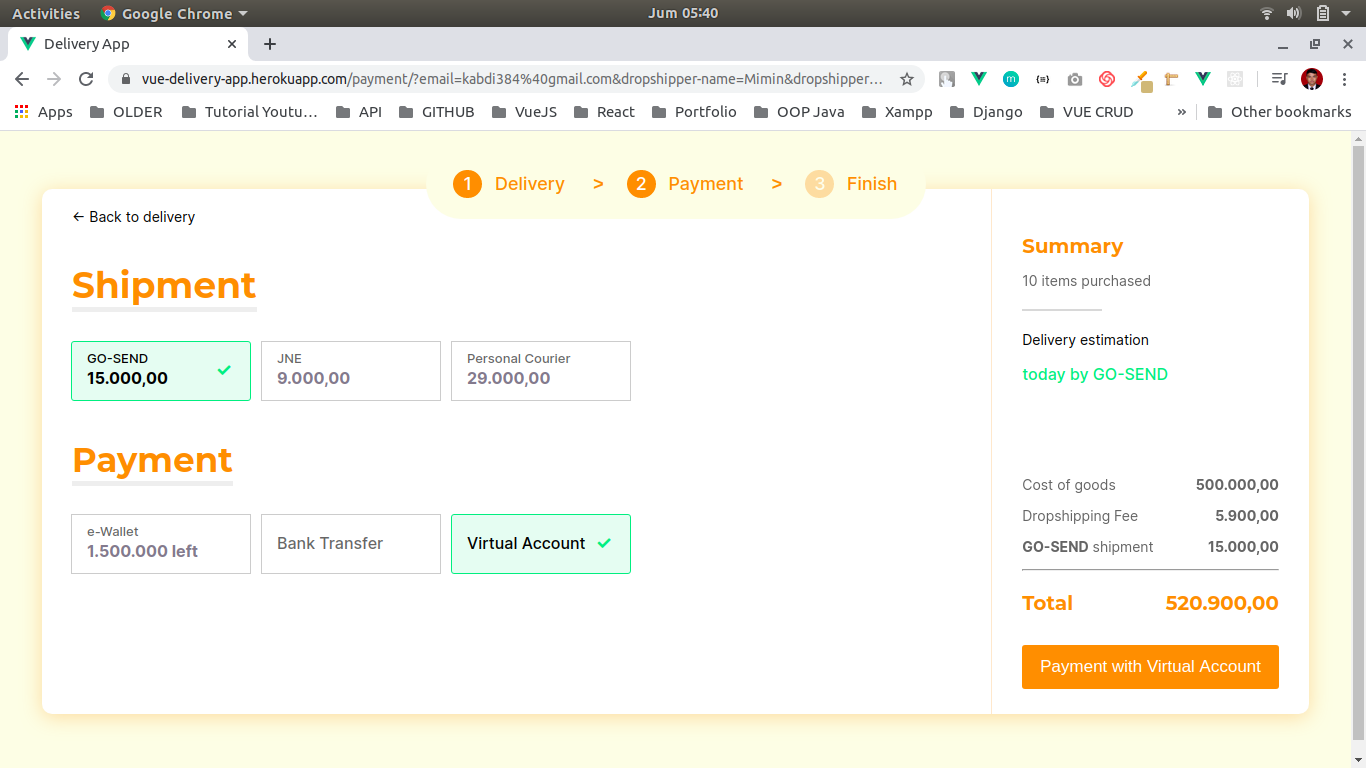 Activities Google Chrome Jum 05:40
Delivery App
vue-delivery-app.herokuapp.com/payment/?email=kabdi384%40gmail.com&dropshipper-name=Mimin&dropshipper...
Apps OLDER Tutorial Youtu... API GITHUB VueJS React Portfolio OOP Java Xampp Django VUE CRUD » Other bookmarks
1 Delivery > 2 Payment > 3 Finish
← Back to delivery
Shipment
GO-SEND
15.000,00
JNE
9.000,00
Personal Courier
29.000,00
Payment
e-Wallet
1.500.000 left
Bank Transfer
Virtual Account
Summary
10 items purchased
Delivery estimation
today by GO-SEND
Cost of goods 500.000,00
Dropshipping Fee 5.900,00
GO-SEND shipment 15.000,00
Total 520.900,00
Payment with Virtual Account